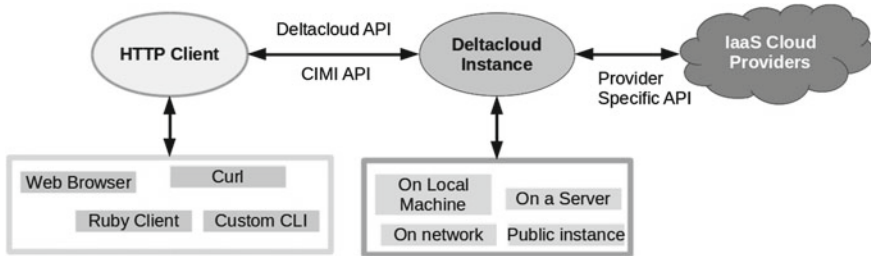 HTTP Client
Deltacloud API
CIMI API
Deltacloud
Instance
Provider
Specific API
IaaS Cloud
Providers
Web Browser
Curl
Ruby Client
Custom CLI
On Local
Machine
On a Server
On network
Public instance